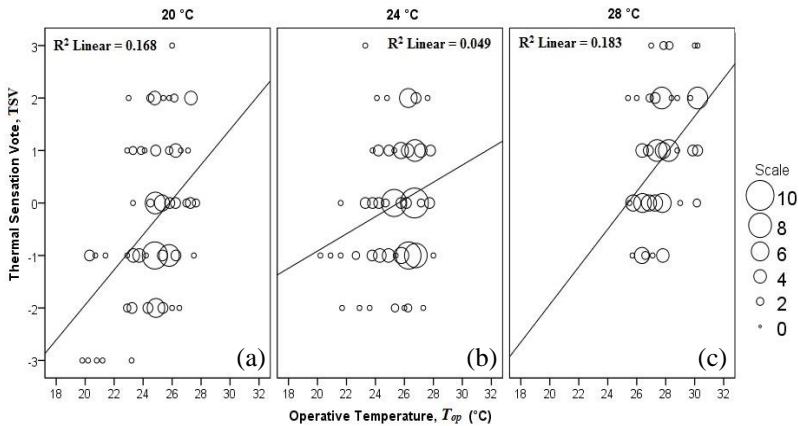 20 °C
24 °C
28 °C
Thermal Sensation Vote, TSV
3
2
1
0
-1
-2
-3
R² Linear = 0.168
R² Linear = 0.049
R² Linear = 0.183
(a)
(b)
(c)
18 20 22 24 26 28 30 32
18 20 22 24 26 28 30 32
18 20 22 24 26 28 30 32
Operative Temperature, Top (°C)
Scale
10
8
6
4
2
0